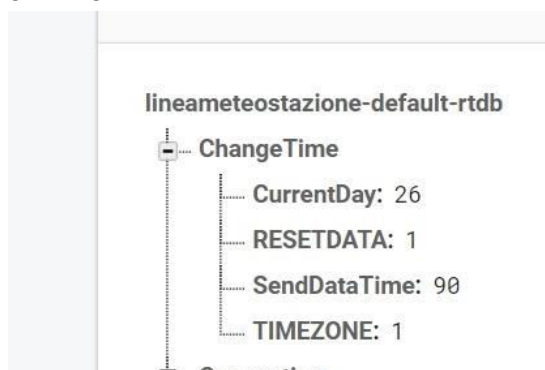 lineameteostazione-default-rtdb
ChangeTime
CurrentDay: 26
RESETDATA: 1
SendDataTime: 90
TIMEZONE: 1